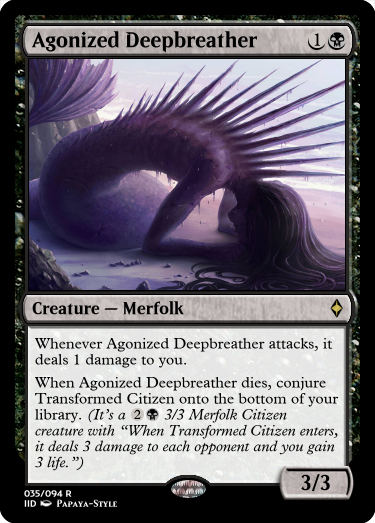 Agonized Deepbreather 1
Creature — Merfolk
Whenever Agonized Deepbreather attacks, it
deals 1 damage to you.
When Agonized Deepbreather dies, conjure
Transformed Citizen onto the bottom of your
library. (It's a 2 3/3 Merfolk Citizen
creature with "When Transformed Citizen enters,
it deals 3 damage to each opponent and you gain
3 life.")
3/3
035/094 R
IID Papaya-Style